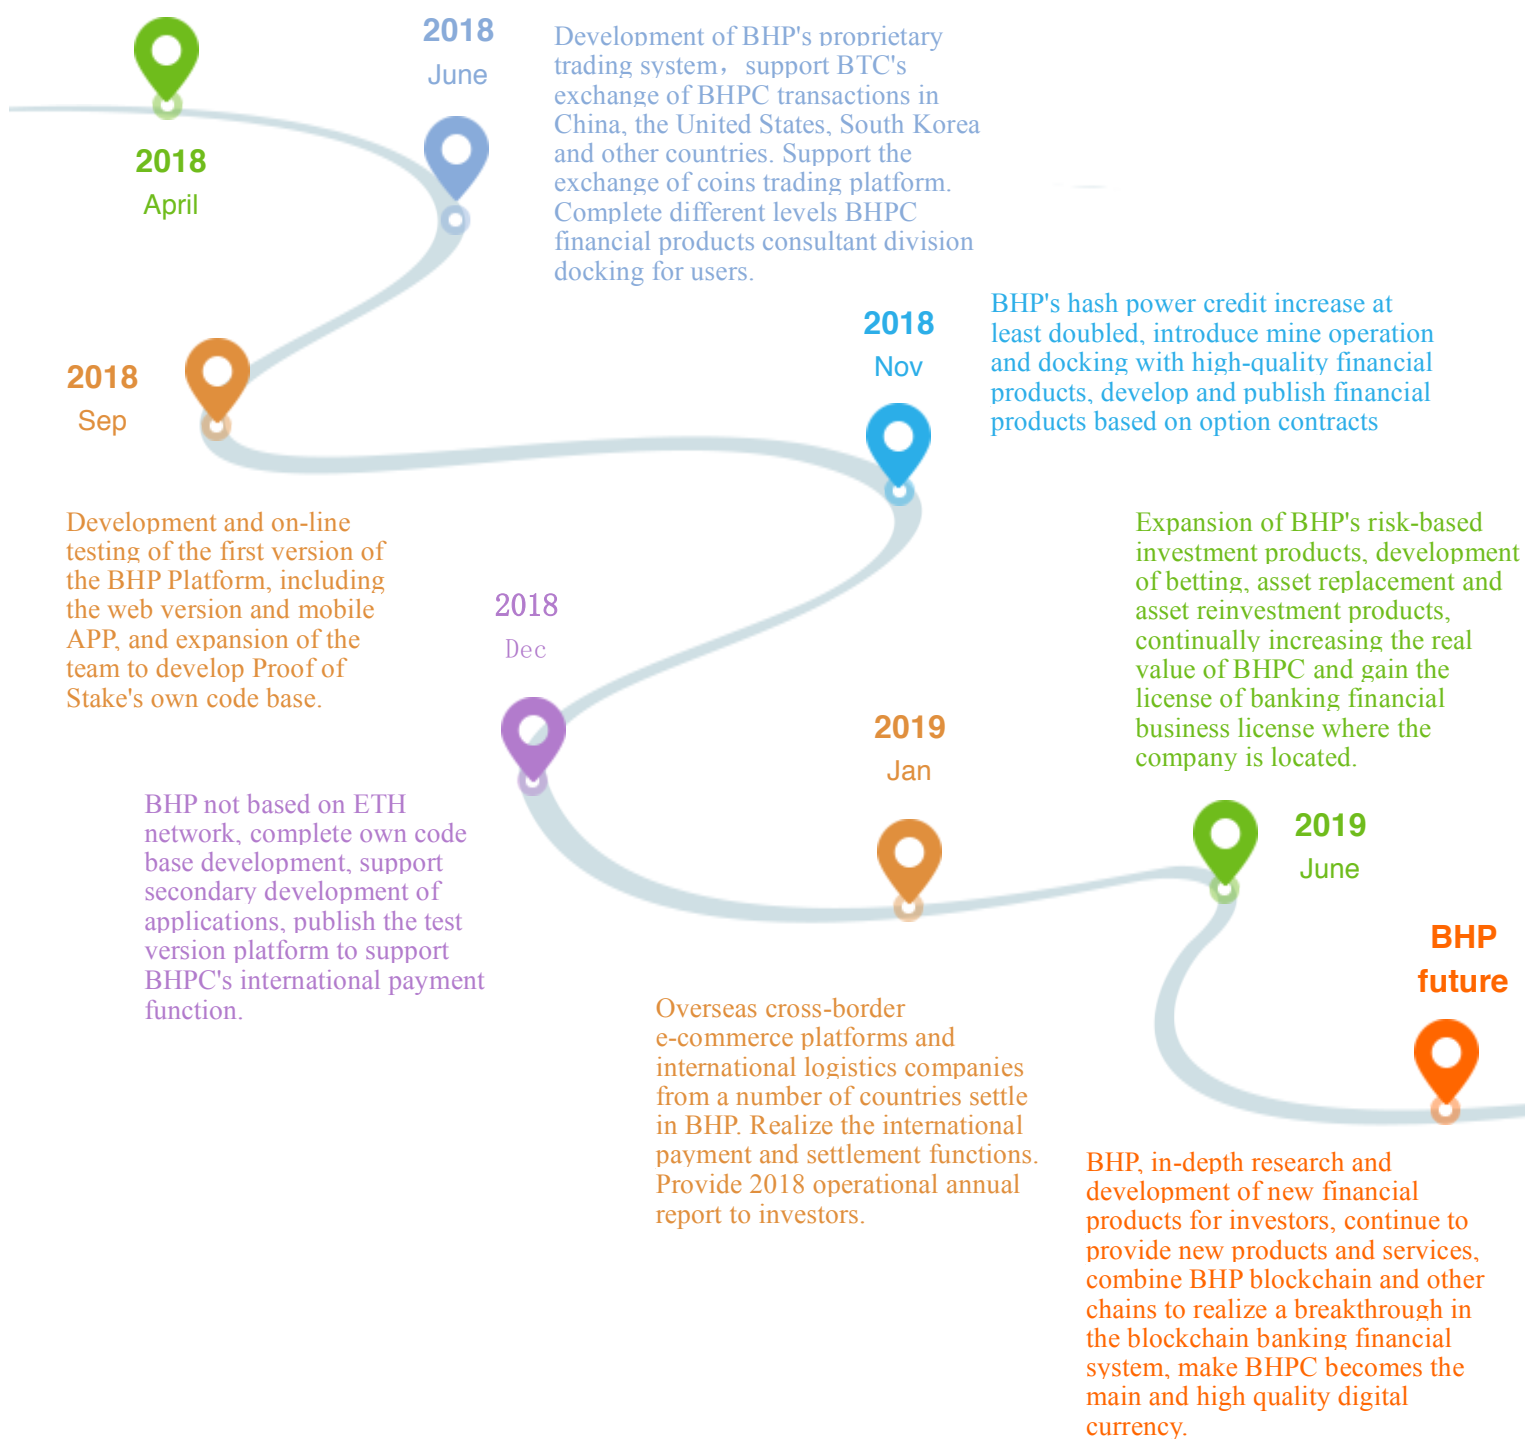 2018
April
2018
June
Development of BHP's proprietary
trading system，support BTC's
exchange of BHPC transactions in
China, the United States, South Korea
and other countries. Support the
exchange of coins trading platform.
Complete different levels BHPC
financial products consultant division
docking for users.
2018
Sep
Development and on-line
testing of the first version of
the BHP Platform, including
the web version and mobile
APP, and expansion of the
team to develop Proof of
Stake's own code base.
2018
Nov
BHP's hash power credit increase at
least doubled, introduce mine operation
and docking with high-quality financial
products, develop and publish financial
products based on option contracts
2018
Dec
BHP not based on ETH
network, complete own code
base development, support
secondary development of
applications, publish the test
version platform to support
BHPC's international payment
function.
2019
Jan
Overseas cross-border
e-commerce platforms and
international logistics companies
from a number of countries settle
in BHP. Realize the international
payment and settlement functions.
Provide 2018 operational annual
report to investors.
Expansion of BHP's risk-based
investment products, development
of betting, asset replacement and
asset reinvestment products,
continually increasing the real
value of BHPC and gain the
license of banking financial
business license where the
company is located.
2019
June
BHP
future
BHP, in-depth research and
development of new financial
products for investors, continue to
provide new products and services,
combine BHP blockchain and other
chains to realize a breakthrough in
the blockchain banking financial
system, make BHPC becomes the
main and high quality digital
currency.